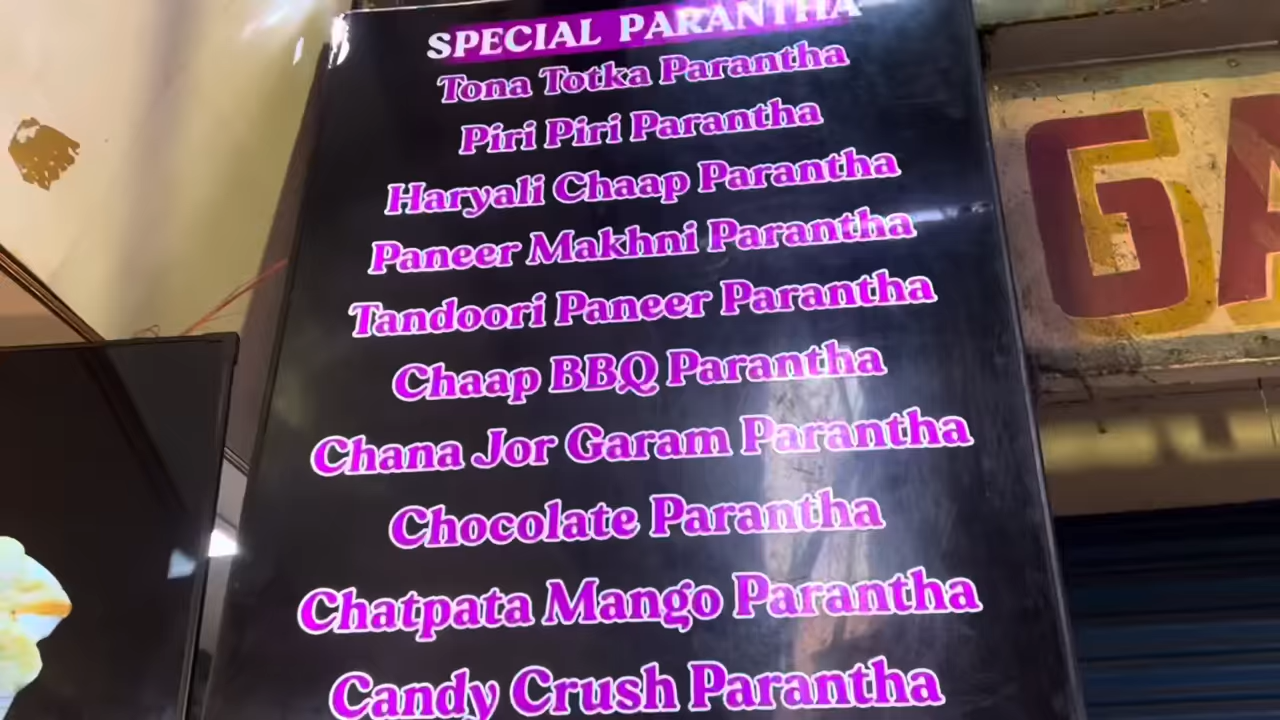 SPECIAL PARANTHA
Tona Totka Parantha
Piri Piri Parantha
Haryali Chaap Parantha
Paneer Makhni Parantha
Tandoori Paneer Parantha
Chaap BBQ Parantha
Chana Jor Garam Parantha
Chocolate Parantha
Chatpata Mango Parantha
Candy Crush Parantha
GA